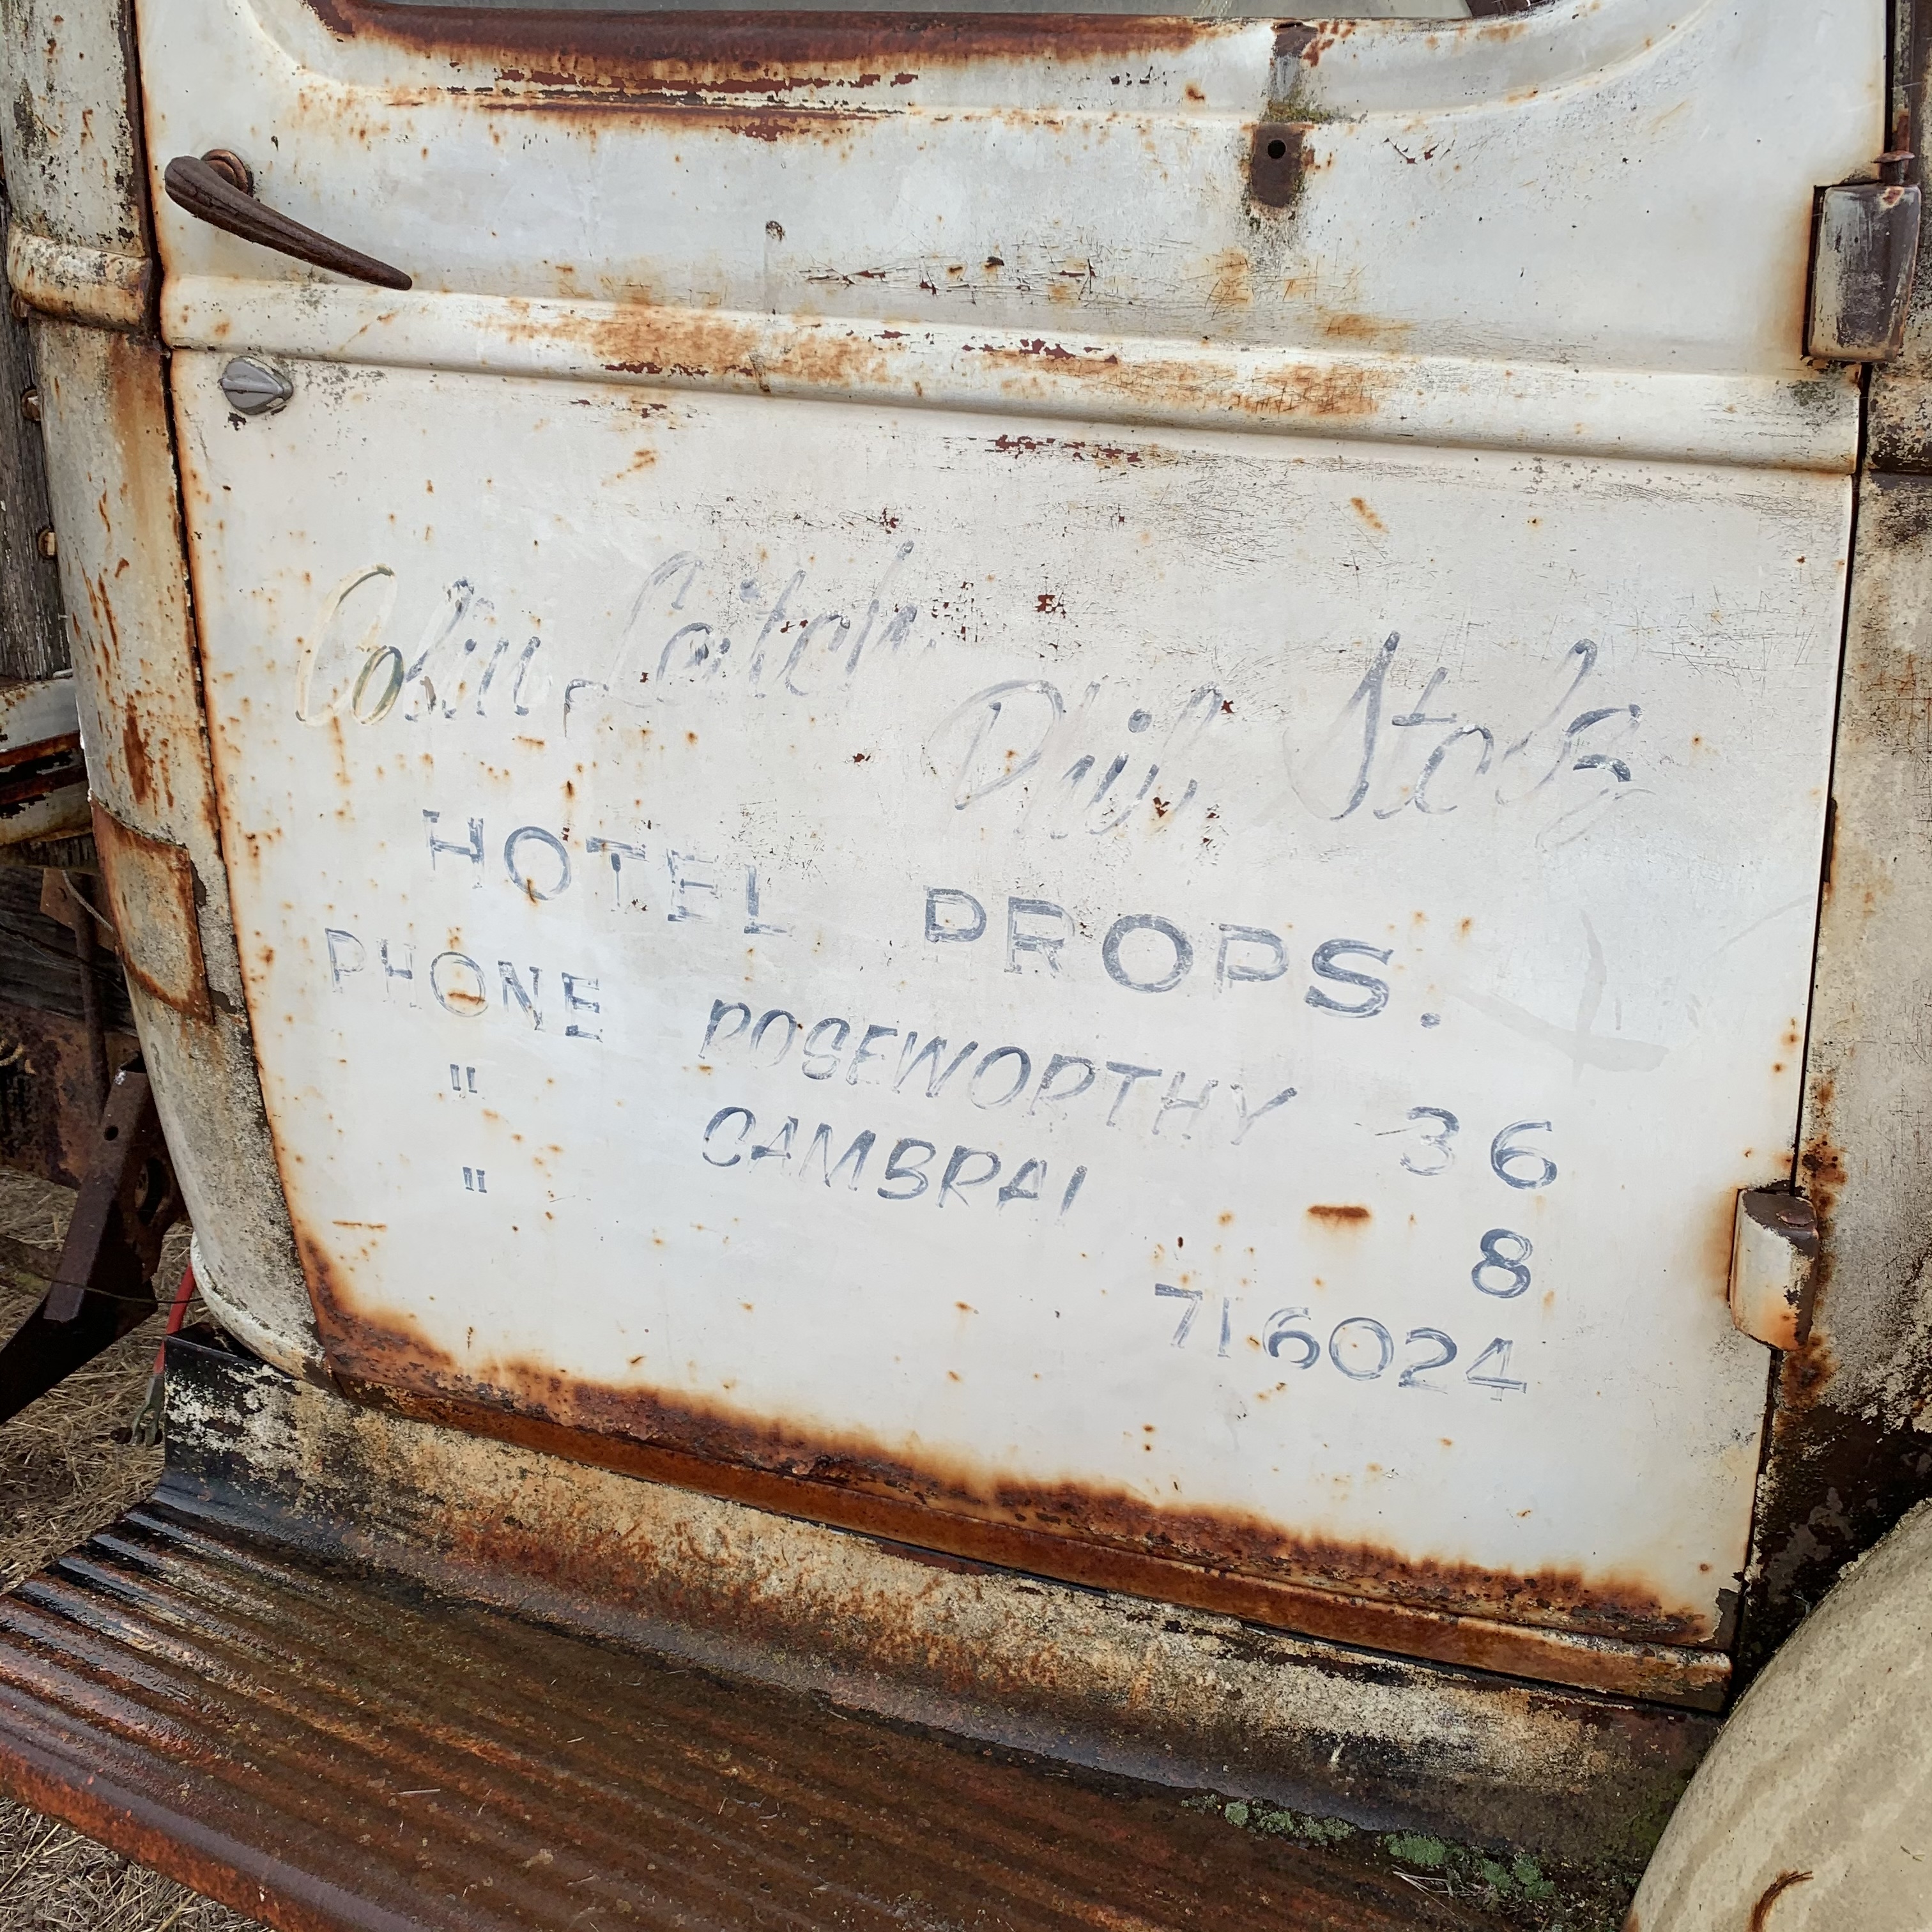 Colin Leitch
Phil Stolz
HOTEL PROPS.
PHONE ROSEWORTHY 36
" CAMBRAI 8
" 716024